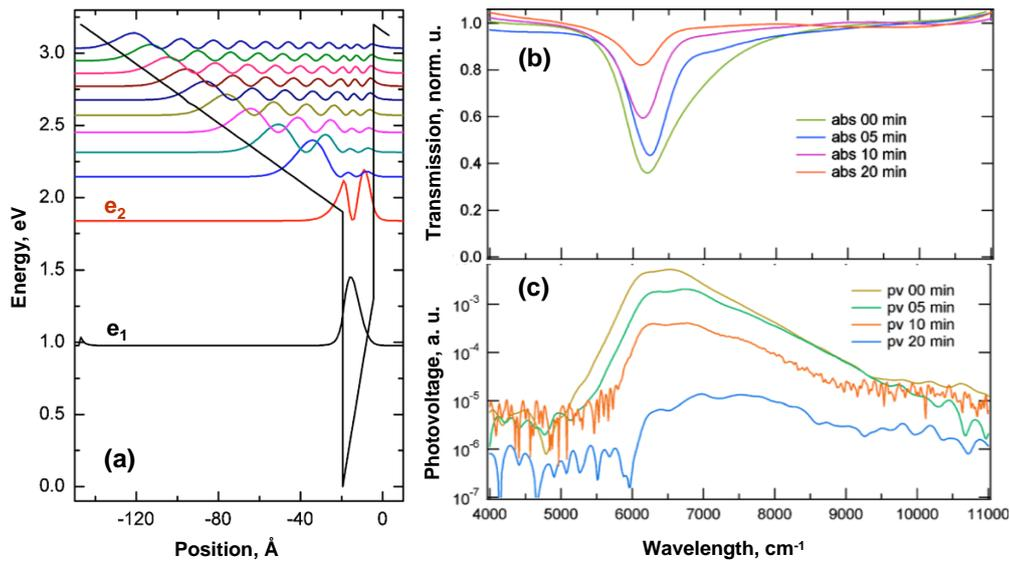 3.0
2.5
2.0
1.5
1.0
0.5
0.0
Energy, eV
e2
e1
(a)
-120
-80
-40
0
Position, Å
1.0
0.8
0.6
0.4
0.2
0.0
Transmission, norm. u.
(b)
abs 00 min
abs 05 min
abs 10 min
abs 20 min
10-3
10-4
10-5
10-6
10-7
Photovoltage, a. u.
(c)
pv 00 min
pv 05 min
pv 10 min
pv 20 min
4000
5000
6000
7000
8000
9000
10000
11000
Wavelength, cm-1